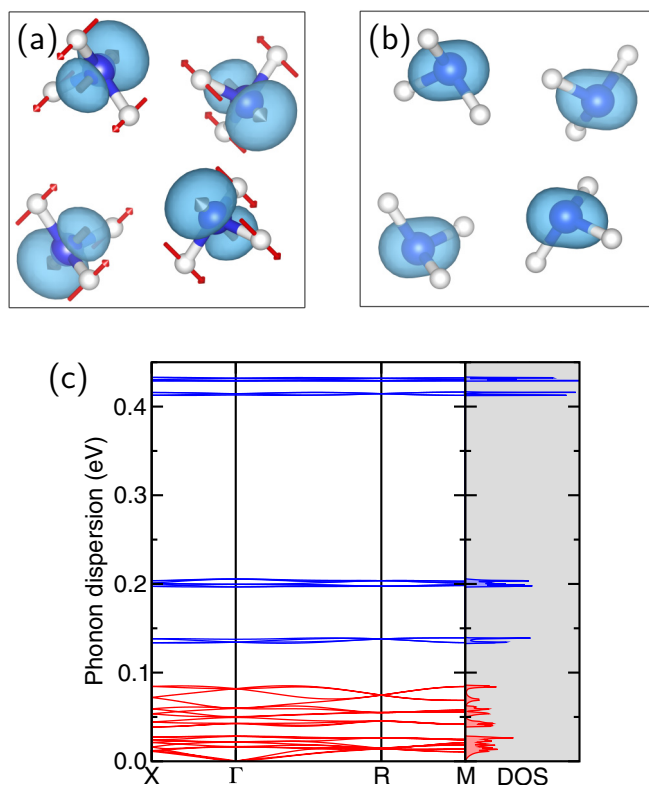 (a)
(b)
(c)
Phonon dispersion (eV)
0.4
0.3
0.2
0.1
0.0
X Γ R M DOS